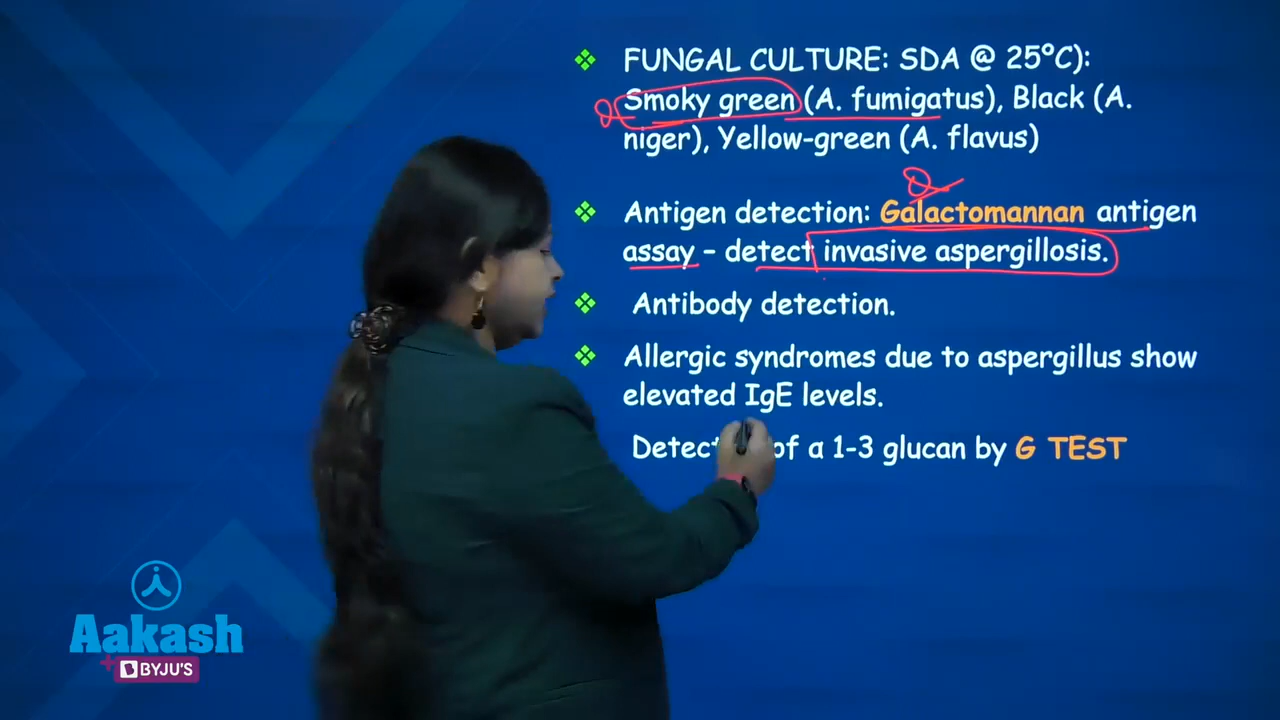 FUNGAL CULTURE: SDA @ 25ºC):
Smoky green (A. fumigatus), Black (A.
niger), Yellow-green (A. flavus)
Antigen detection: Galactomannan antigen
assay – detect invasive aspergillosis.
Antibody detection.
Allergic syndromes due to aspergillus show
elevated IgE levels.
of a 1-3 glucan by G TEST
Aakash
+ BYJU'S